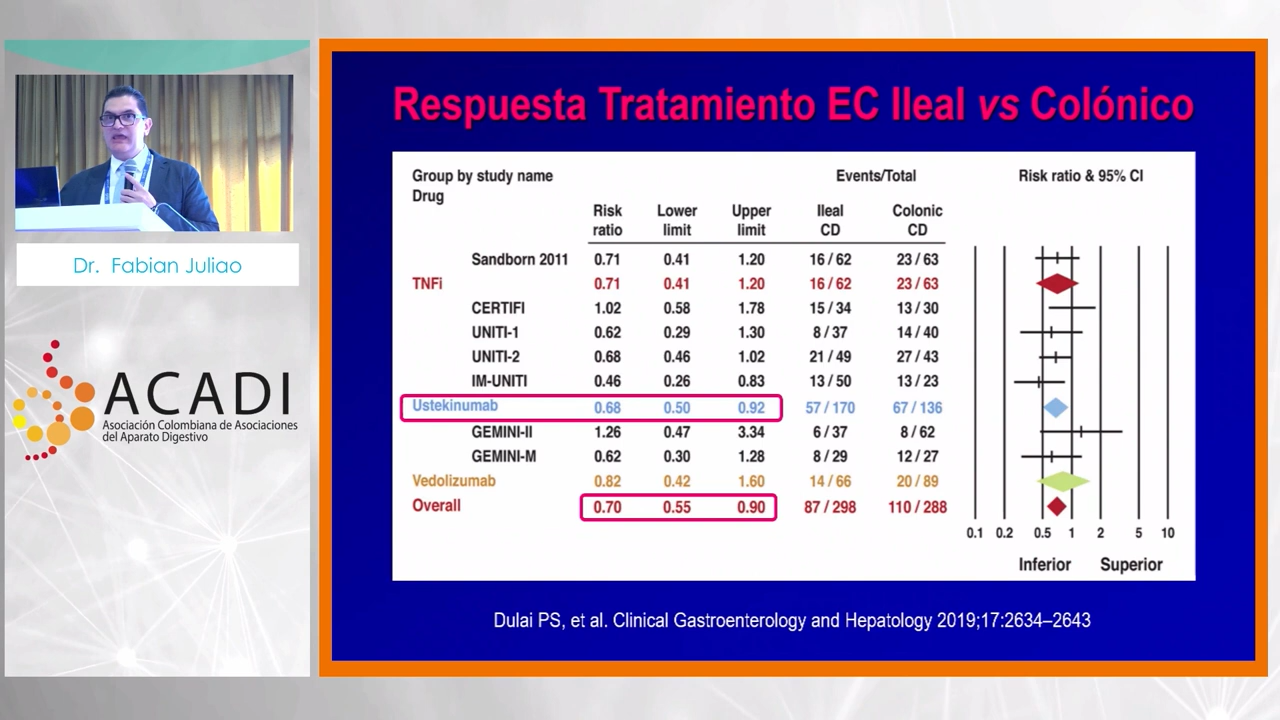 Respuesta Tratamiento EC Ileal vs Colónico
Group by study name
Drug
Events/Total
Risk ratio & 95% CI
Risk ratio
Lower limit
Upper limit
Ileal CD
Colonic CD
Sandborn 2011 0.71 0.41 1.20 16 / 62 23 / 63
TNFi 0.71 0.41 1.20 16 / 62 23 / 63
CERTIFI 1.02 0.58 1.78 15 / 34 13 / 30
UNITI-1 0.62 0.29 1.30 8 / 37 14 / 40
UNITI-2 0.68 0.46 1.02 21 / 49 27 / 43
IM-UNITI 0.46 0.26 0.83 13 / 50 13 / 23
Ustekinumab 0.68 0.50 0.92 57 / 170 67 / 136
GEMINI-II 1.26 0.47 3.34 6 / 37 8 / 62
GEMINI-M 0.62 0.30 1.28 8 / 29 12 / 27
Vedolizumab 0.82 0.42 1.60 14 / 66 20 / 89
Overall 0.70 0.55 0.90 87 / 298 110 / 288
0.1 0.2 0.5 1 2 5 10
Inferior Superior
Dulai PS, et al. Clinical Gastroenterology and Hepatology 2019;17:2634–2643
Dr. Fabian Juliao
ACADI
Asociación Colombiana de Asociaciones
del Aparato Digestivo